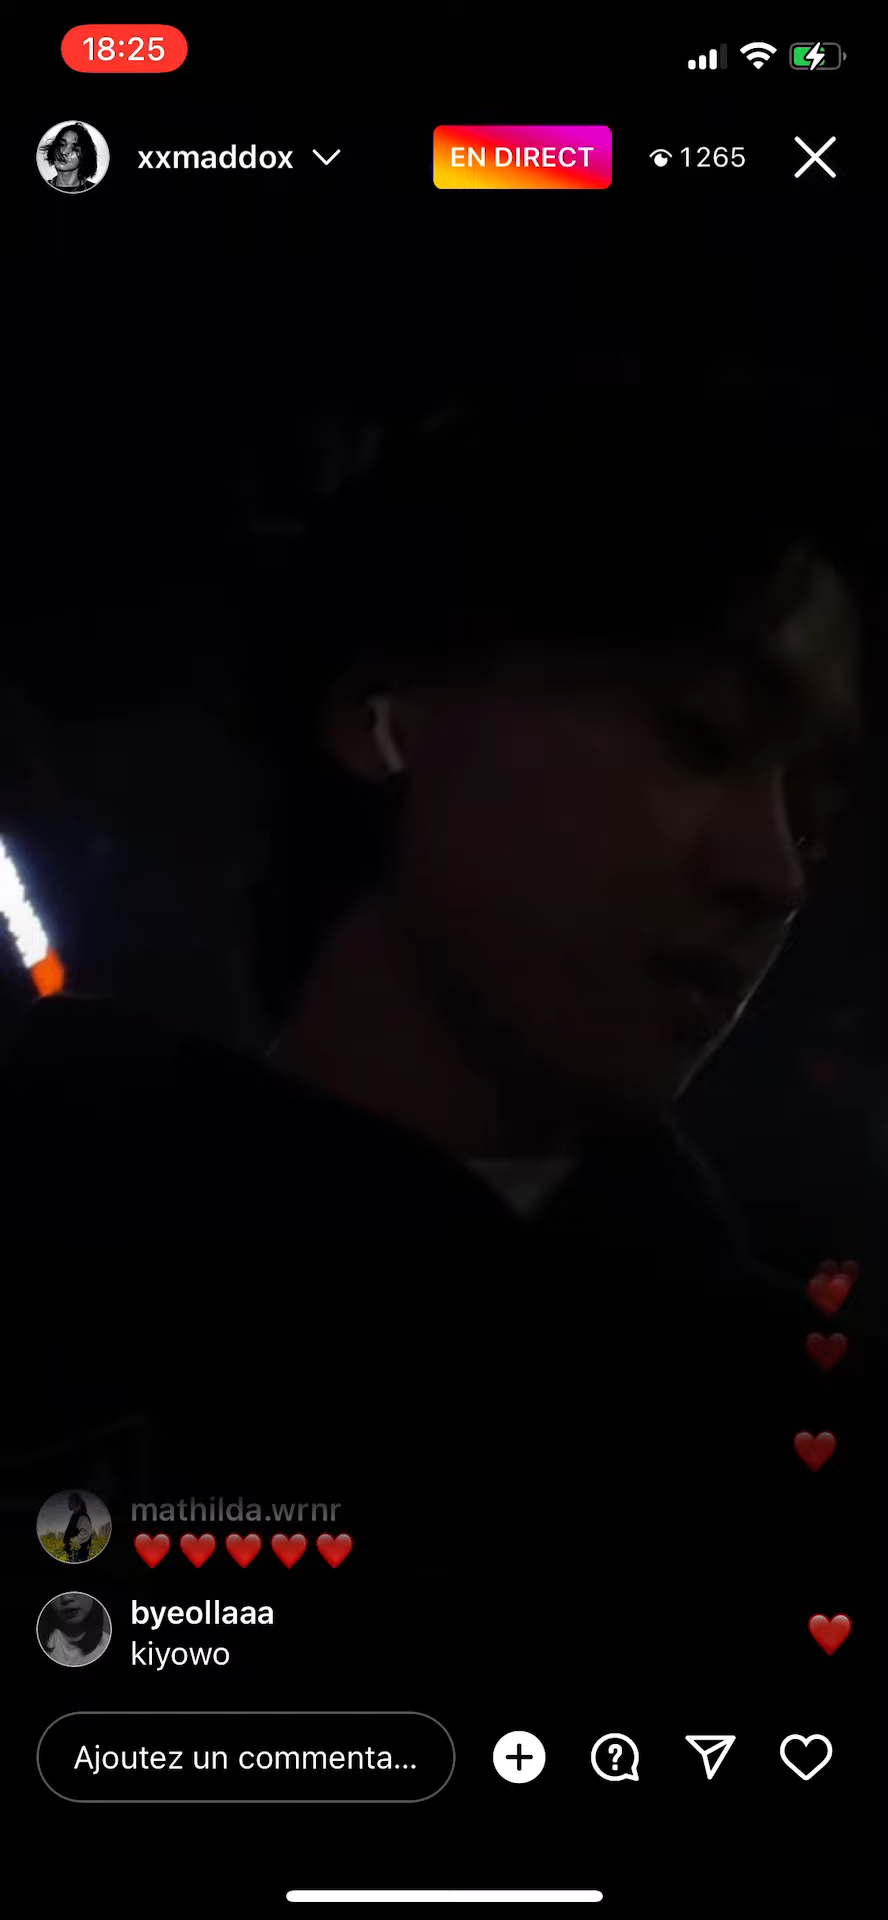 18:25
xxmaddox
EN DIRECT
1265
mathilda.wrnr
byeollaaa
kiyowo
Ajoutez un commenta...